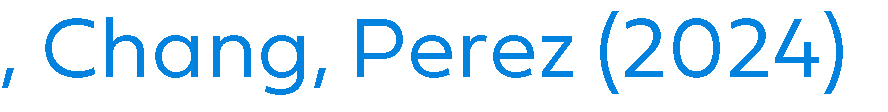 , Chang, Perez (2024)